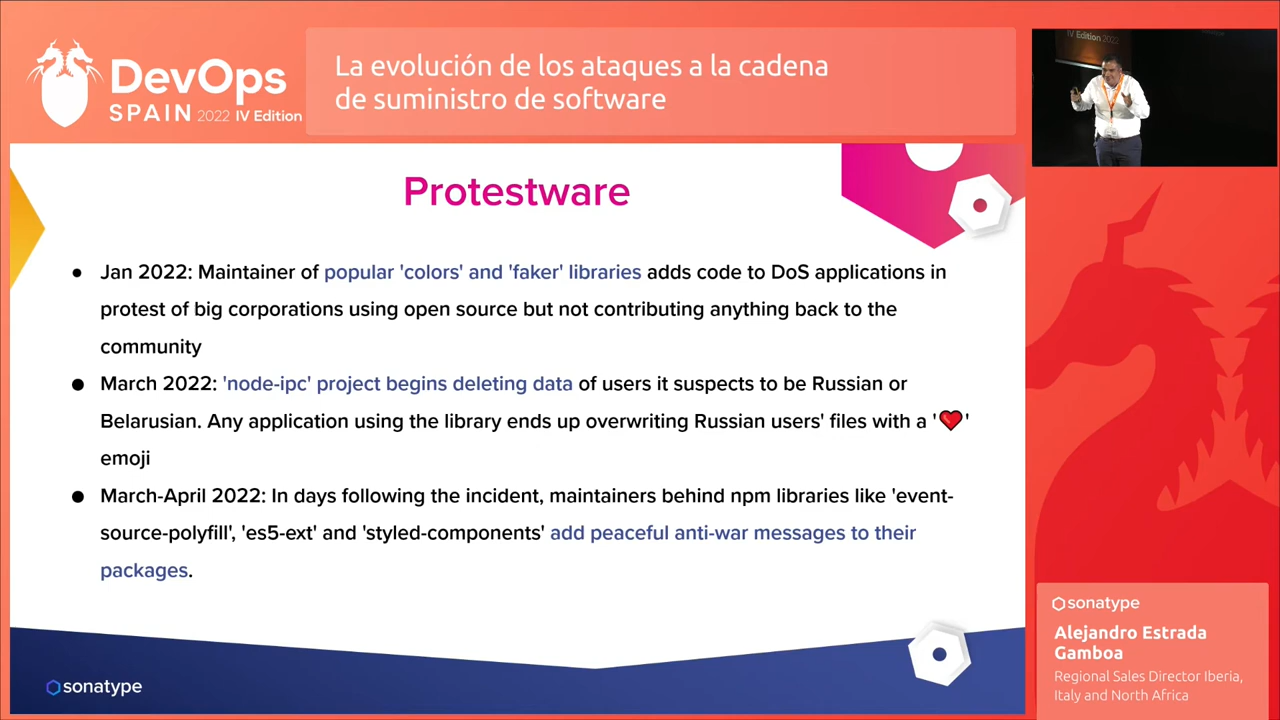 DevOps
SPAIN 2022 IV Edition
La evolución de los ataques a la cadena
de suministro de software
IV Edition 2022
Protestware
• Jan 2022: Maintainer of popular 'colors' and 'faker' libraries adds code to DoS applications in
protest of big corporations using open source but not contributing anything back to the
community
• March 2022: 'node-ipc' project begins deleting data of users it suspects to be Russian or
Belarusian. Any application using the library ends up overwriting Russian users' files with a '❤️'
emoji
• March-April 2022: In days following the incident, maintainers behind npm libraries like 'event-
source-polyfill', 'es5-ext' and 'styled-components' add peaceful anti-war messages to their
packages.
sonatype
sonatype
Alejandro Estrada
Gamboa
Regional Sales Director Iberia,
Italy and North Africa